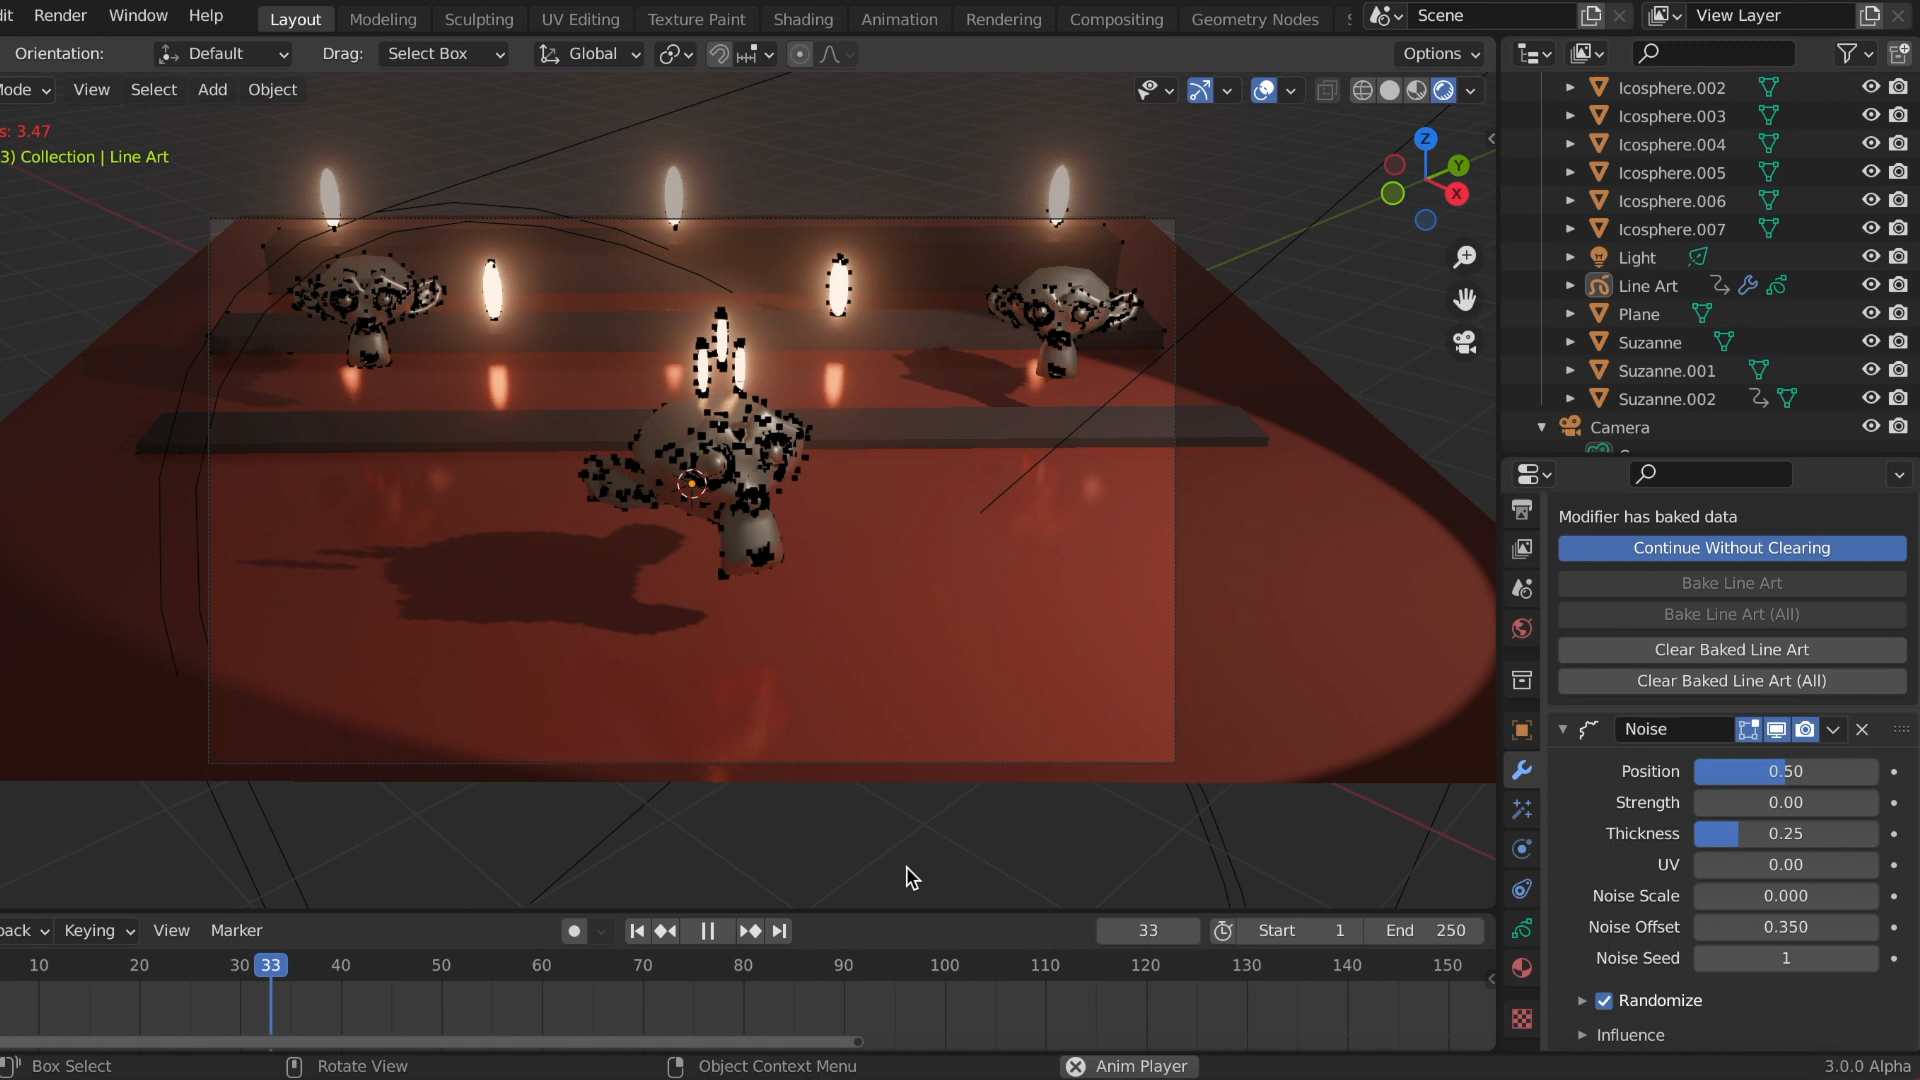 dit Render Window Help Layout Modeling Sculpting UV Editing Texture Paint Shading Animation Rendering Compositing Geometry Nodes Scene View Layer
Orientation: Default Drag: Select Box Global Options
Mode View Select Add Object
s: 3.47
3) Collection | Line Art
Z
Y
X
Icosphere.002
Icosphere.003
Icosphere.004
Icosphere.005
Icosphere.006
Icosphere.007
Light
Line Art
Plane
Suzanne
Suzanne.001
Suzanne.002
Camera
Modifier has baked data
Continue Without Clearing
Bake Line Art
Bake Line Art (All)
Clear Baked Line Art
Clear Baked Line Art (All)
Noise
Position 0.50
Strength 0.00
Thickness 0.25
UV 0.00
Noise Scale 0.000
Noise Offset 0.350
Noise Seed 1
Randomize
Influence
back Keying View Marker 33 Start 1 End 250
10 20 30 33 40 50 60 70 80 90 100 110 120 130 140 150
Box Select Rotate View Object Context Menu Anim Player 3.0.0 Alpha